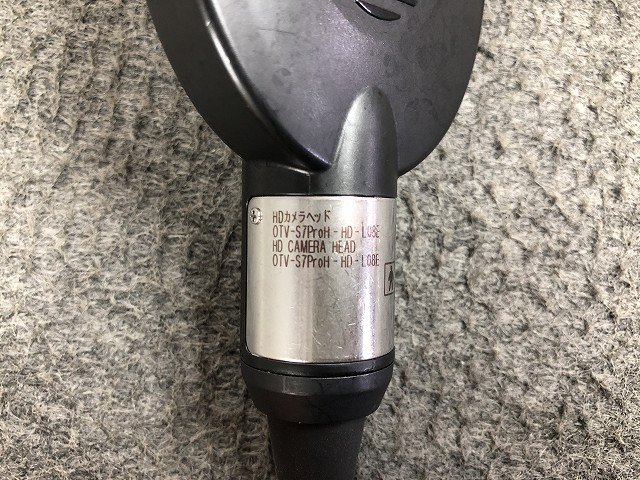 HDカメラヘッド
OTV-S7ProH-HD-L08E
HD CAMERA HEAD
OTV-S7ProH-HD-L08E